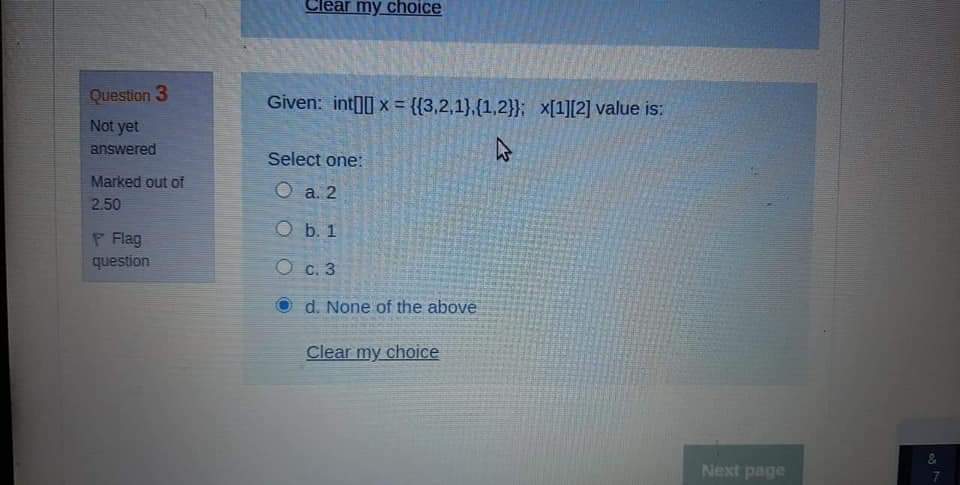 Clear my choice
Question 3
Not yet
answered
Marked out of
2.50
Flag
question
Given: int[][] x = {{3,2,1},{1,2}}; x[1][2] value is:
Select one:
a. 2
b. 1
c. 3
d. None of the above
Clear my choice
Next page
&
7